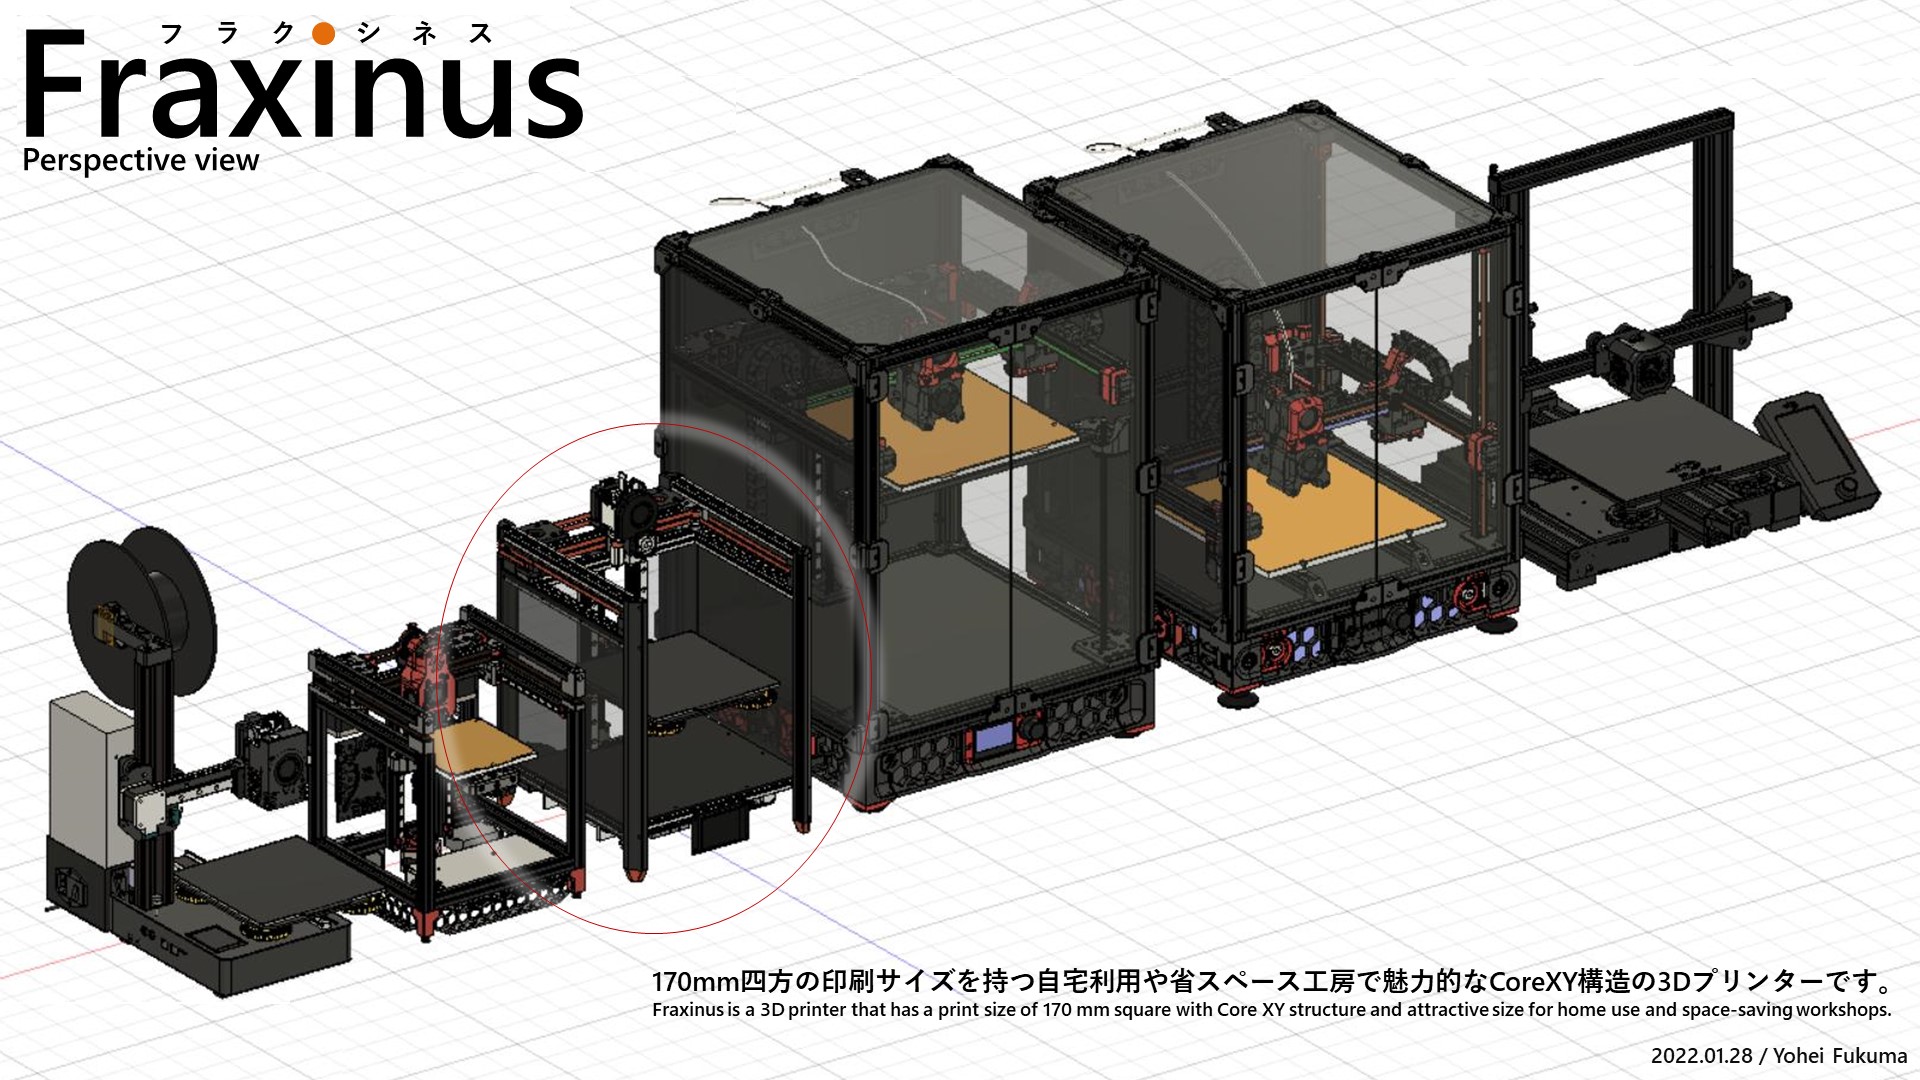 フラク・シネス
Fraxinus
Perspective view
170mm四方の印刷サイズを持つ自宅利用や省スペース工房で魅力的なCoreXY構造の3Dプリンターです。
Fraxinus is a 3D printer that has a print size of 170 mm square with Core XY structure and attractive size for home use and space-saving workshops.
2022.01.28 / Yohei Fukuma